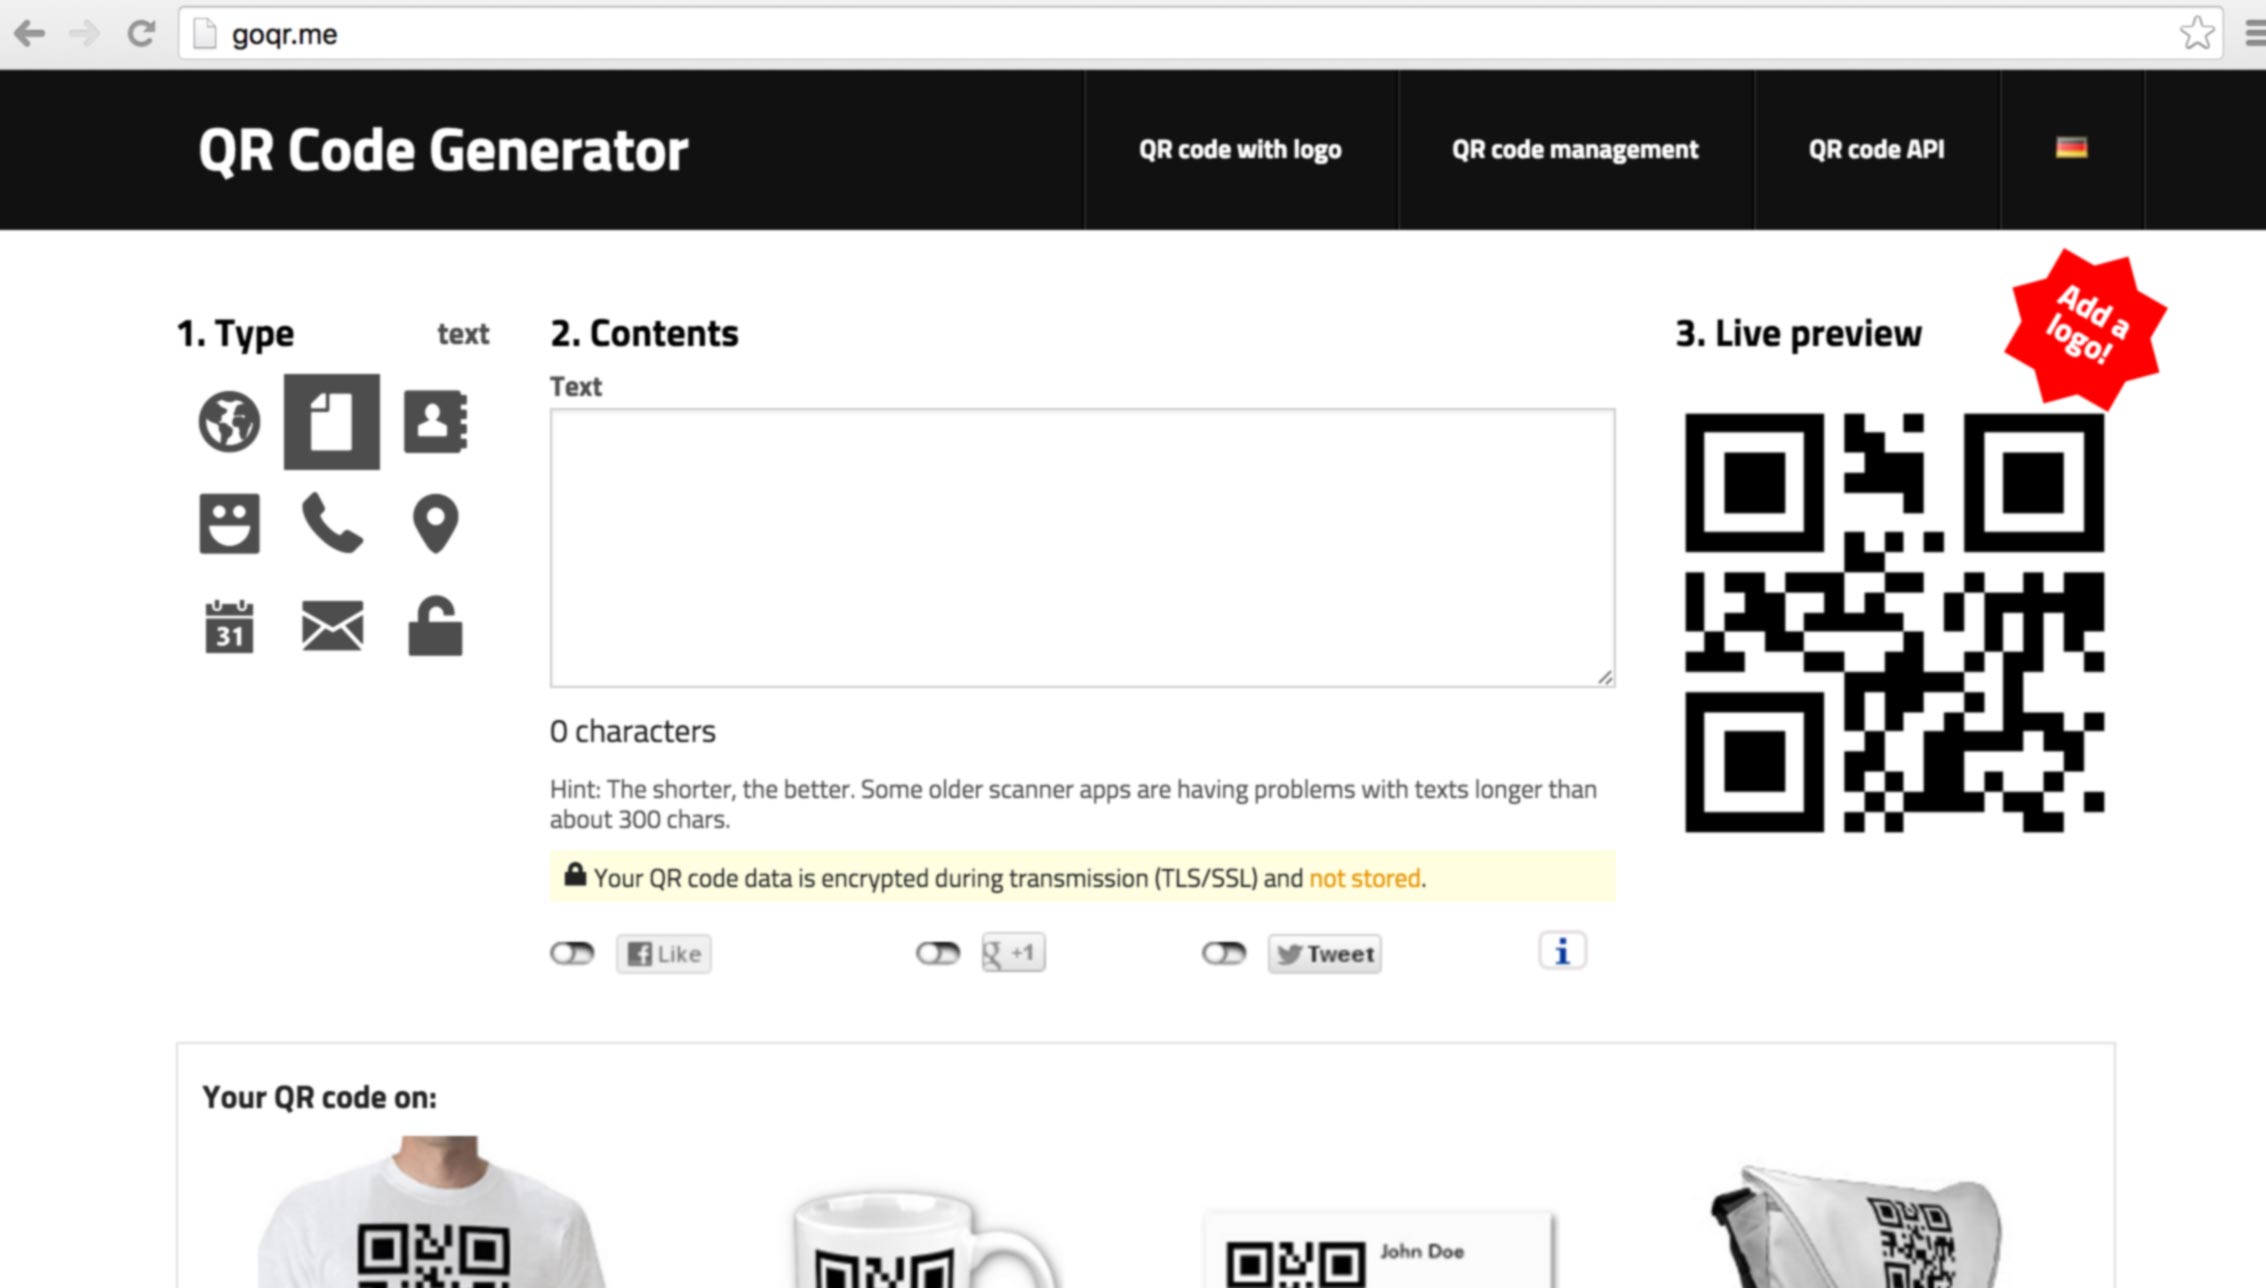 goqr.me
QR Code Generator
QR code with logo
QR code management
QR code API
1. Type
text
31
2. Contents
Text
0 characters
Hint: The shorter, the better. Some older scanner apps are having problems with texts longer than
about 300 chars.
Your QR code data is encrypted during transmission (TLS/SSL) and not stored.
f Like
g +1
Tweet
i
3. Live preview
Add a
logo!
Your QR code on:
John Doe